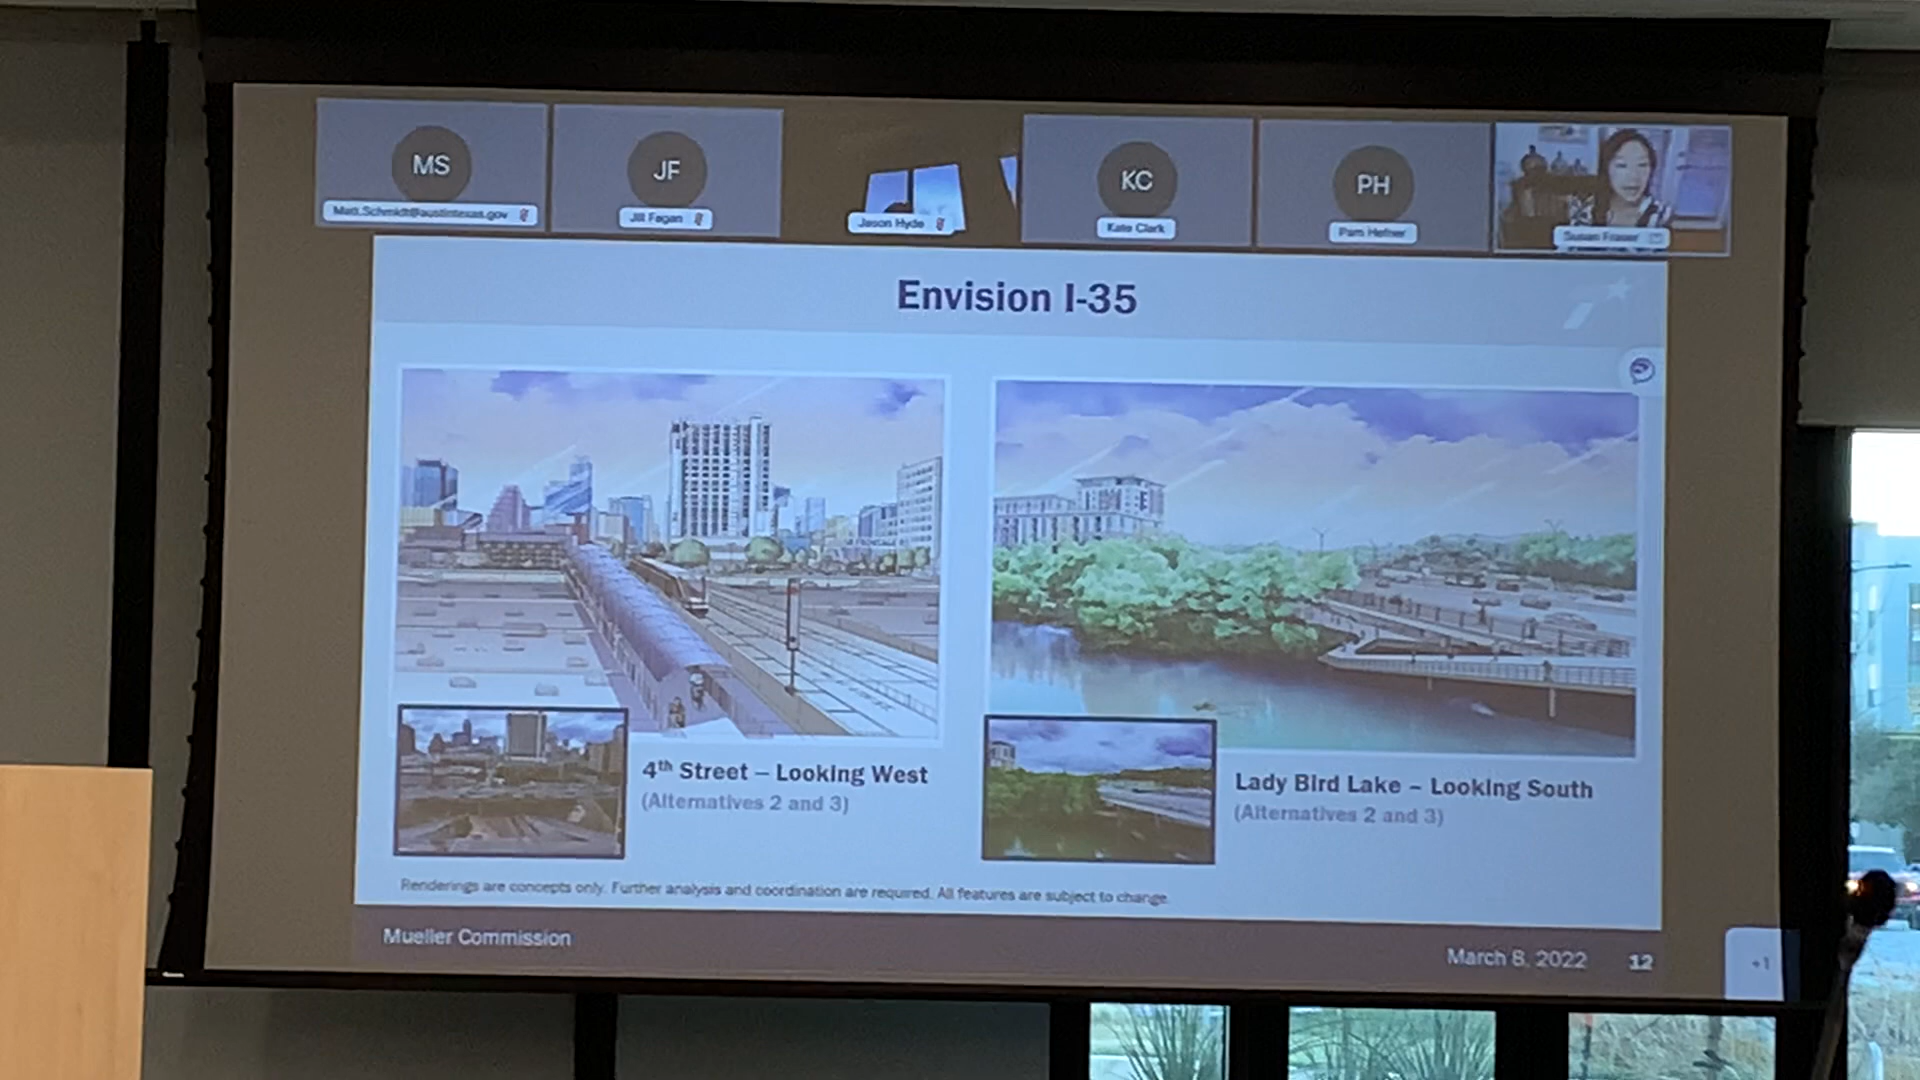 MS
JF
KC
PH
Matt.Schmidt@austintexas.gov
Jill Fagan
Jason Hyde
Kate Clark
Pam Hefner
Susan Fraser
Envision I-35
4th Street – Looking West
(Alternatives 2 and 3)
Lady Bird Lake – Looking South
(Alternatives 2 and 3)
Renderings are concepts only. Further analysis and coordination are required. All features are subject to change.
Mueller Commission
March 8, 2022
12
+1